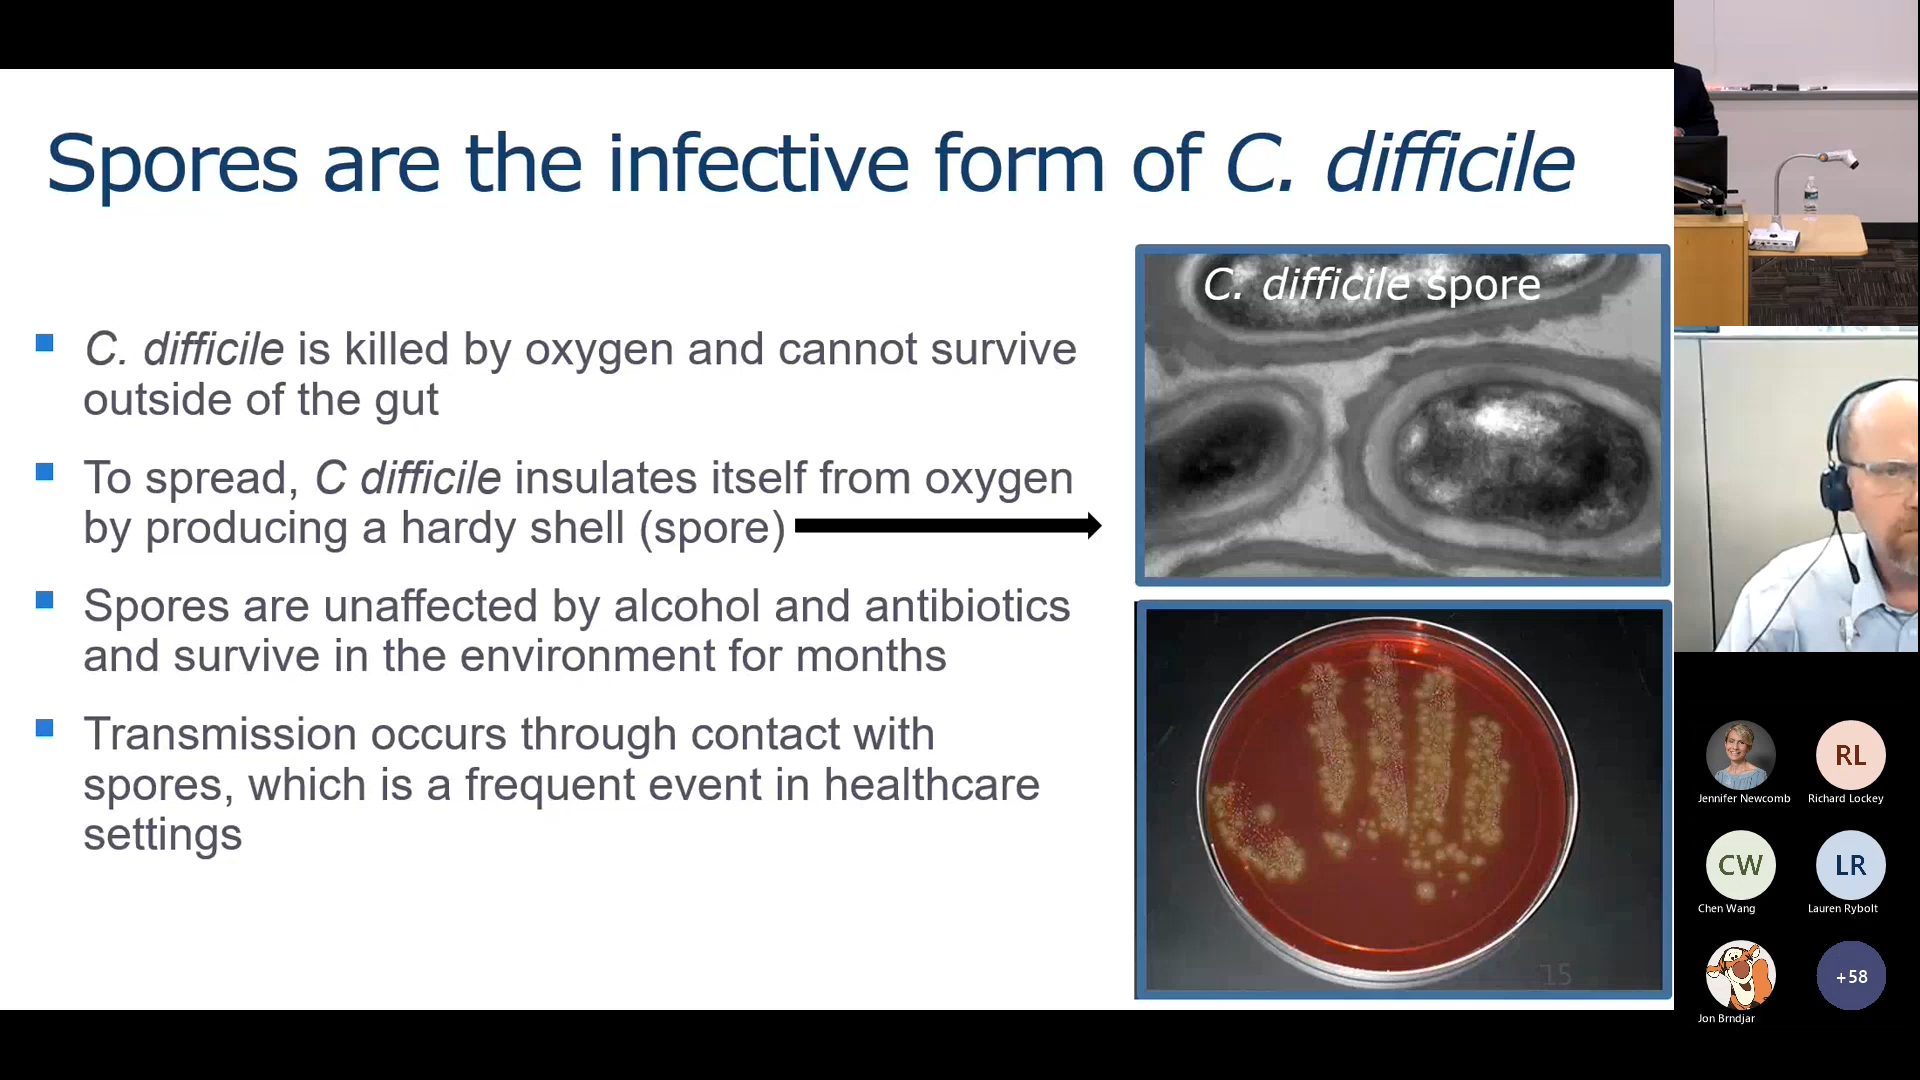 Spores are the infective form of C. difficile
C. difficile is killed by oxygen and cannot survive
outside of the gut
To spread, C difficile insulates itself from oxygen
by producing a hardy shell (spore)
Spores are unaffected by alcohol and antibiotics
and survive in the environment for months
Transmission occurs through contact with
spores, which is a frequent event in healthcare
settings
C. difficile spore
15
Jennifer Newcomb
RL
Richard Lockey
CW
Chen Wang
LR
Lauren Rybolt
Jon Brndjar
+58